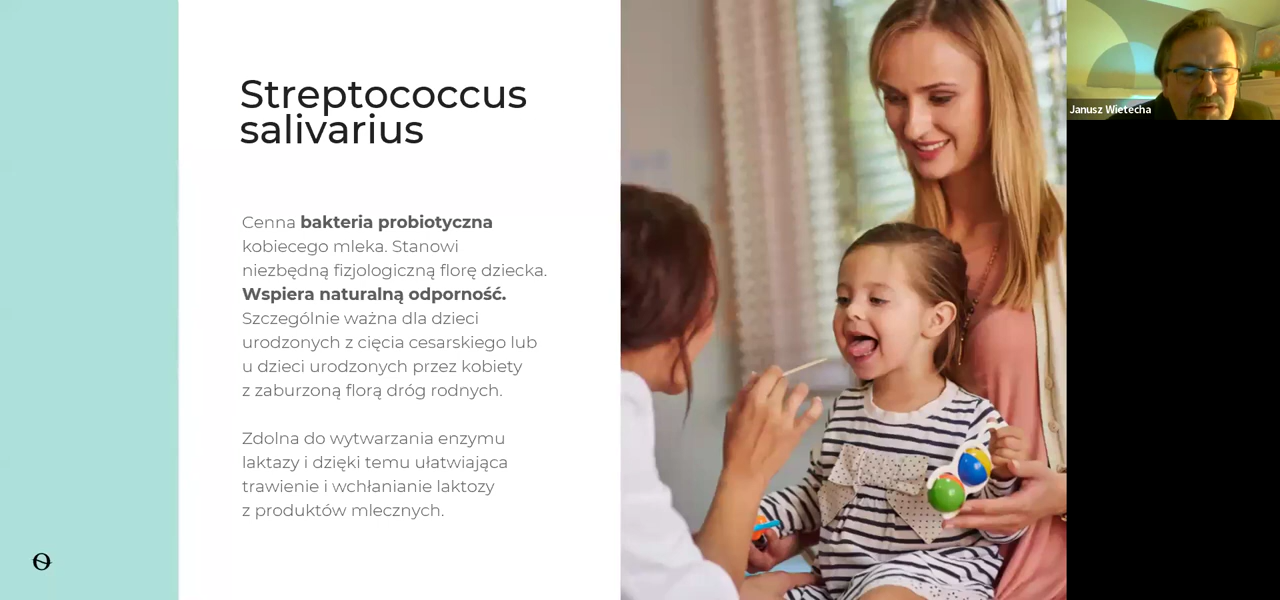 Streptococcus
salivarius
Cenna bakteria probiotyczna
kobiecego mleka. Stanowi
niezbędną fizjologiczną florę dziecka.
Wspiera naturalną odporność.
Szczególnie ważna dla dzieci
urodzonych z cięcia cesarskiego lub
u dzieci urodzonych przez kobiety
z zaburzoną florą dróg rodnych.
Zdolna do wytwarzania enzymu
laktazy i dzięki temu ułatwiająca
trawienie i wchłanianie laktozy
z produktów mlecznych.
Janusz Wietecha